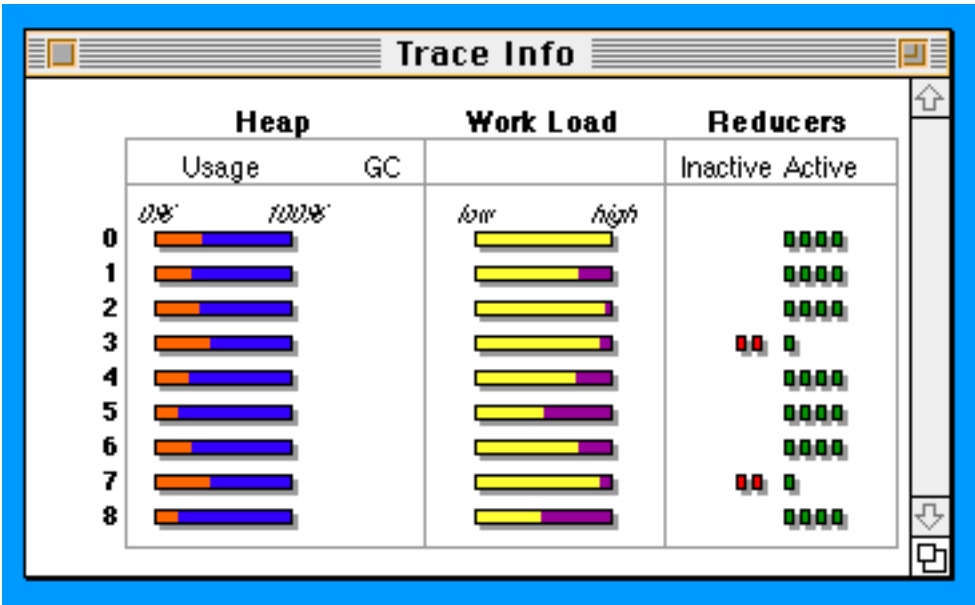 Trace Info
Heap Work Load Reducers
Usage GC Inactive Active
0% 100% low high
0
1
2
3
4
5
6
7
8